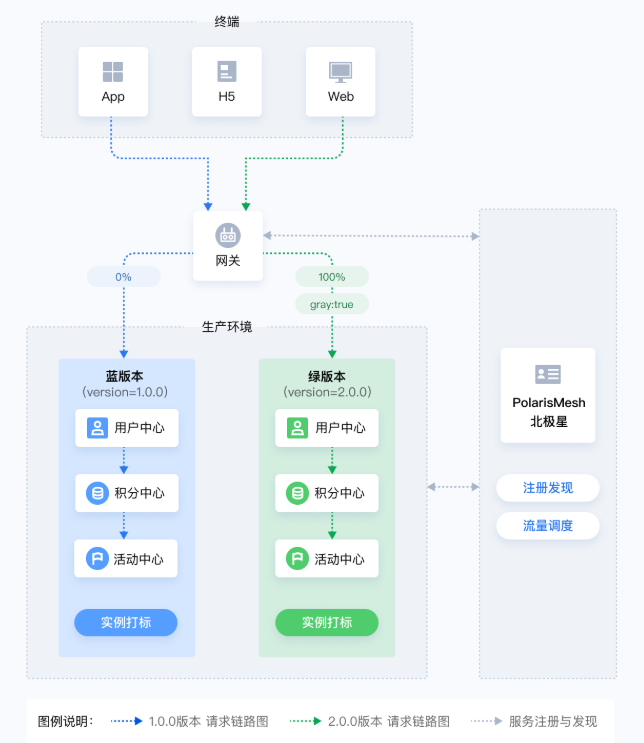 终端
App
H5
Web
网关
0%
100%
gray:true
生产环境
蓝版本
(version=1.0.0)
用户中心
积分中心
活动中心
实例打标
绿版本
(version=2.0.0)
用户中心
积分中心
活动中心
实例打标
PolarisMesh
北极星
注册发现
流量调度
图例说明：
1.0.0版本 请求链路图
2.0.0版本 请求链路图
服务注册与发现